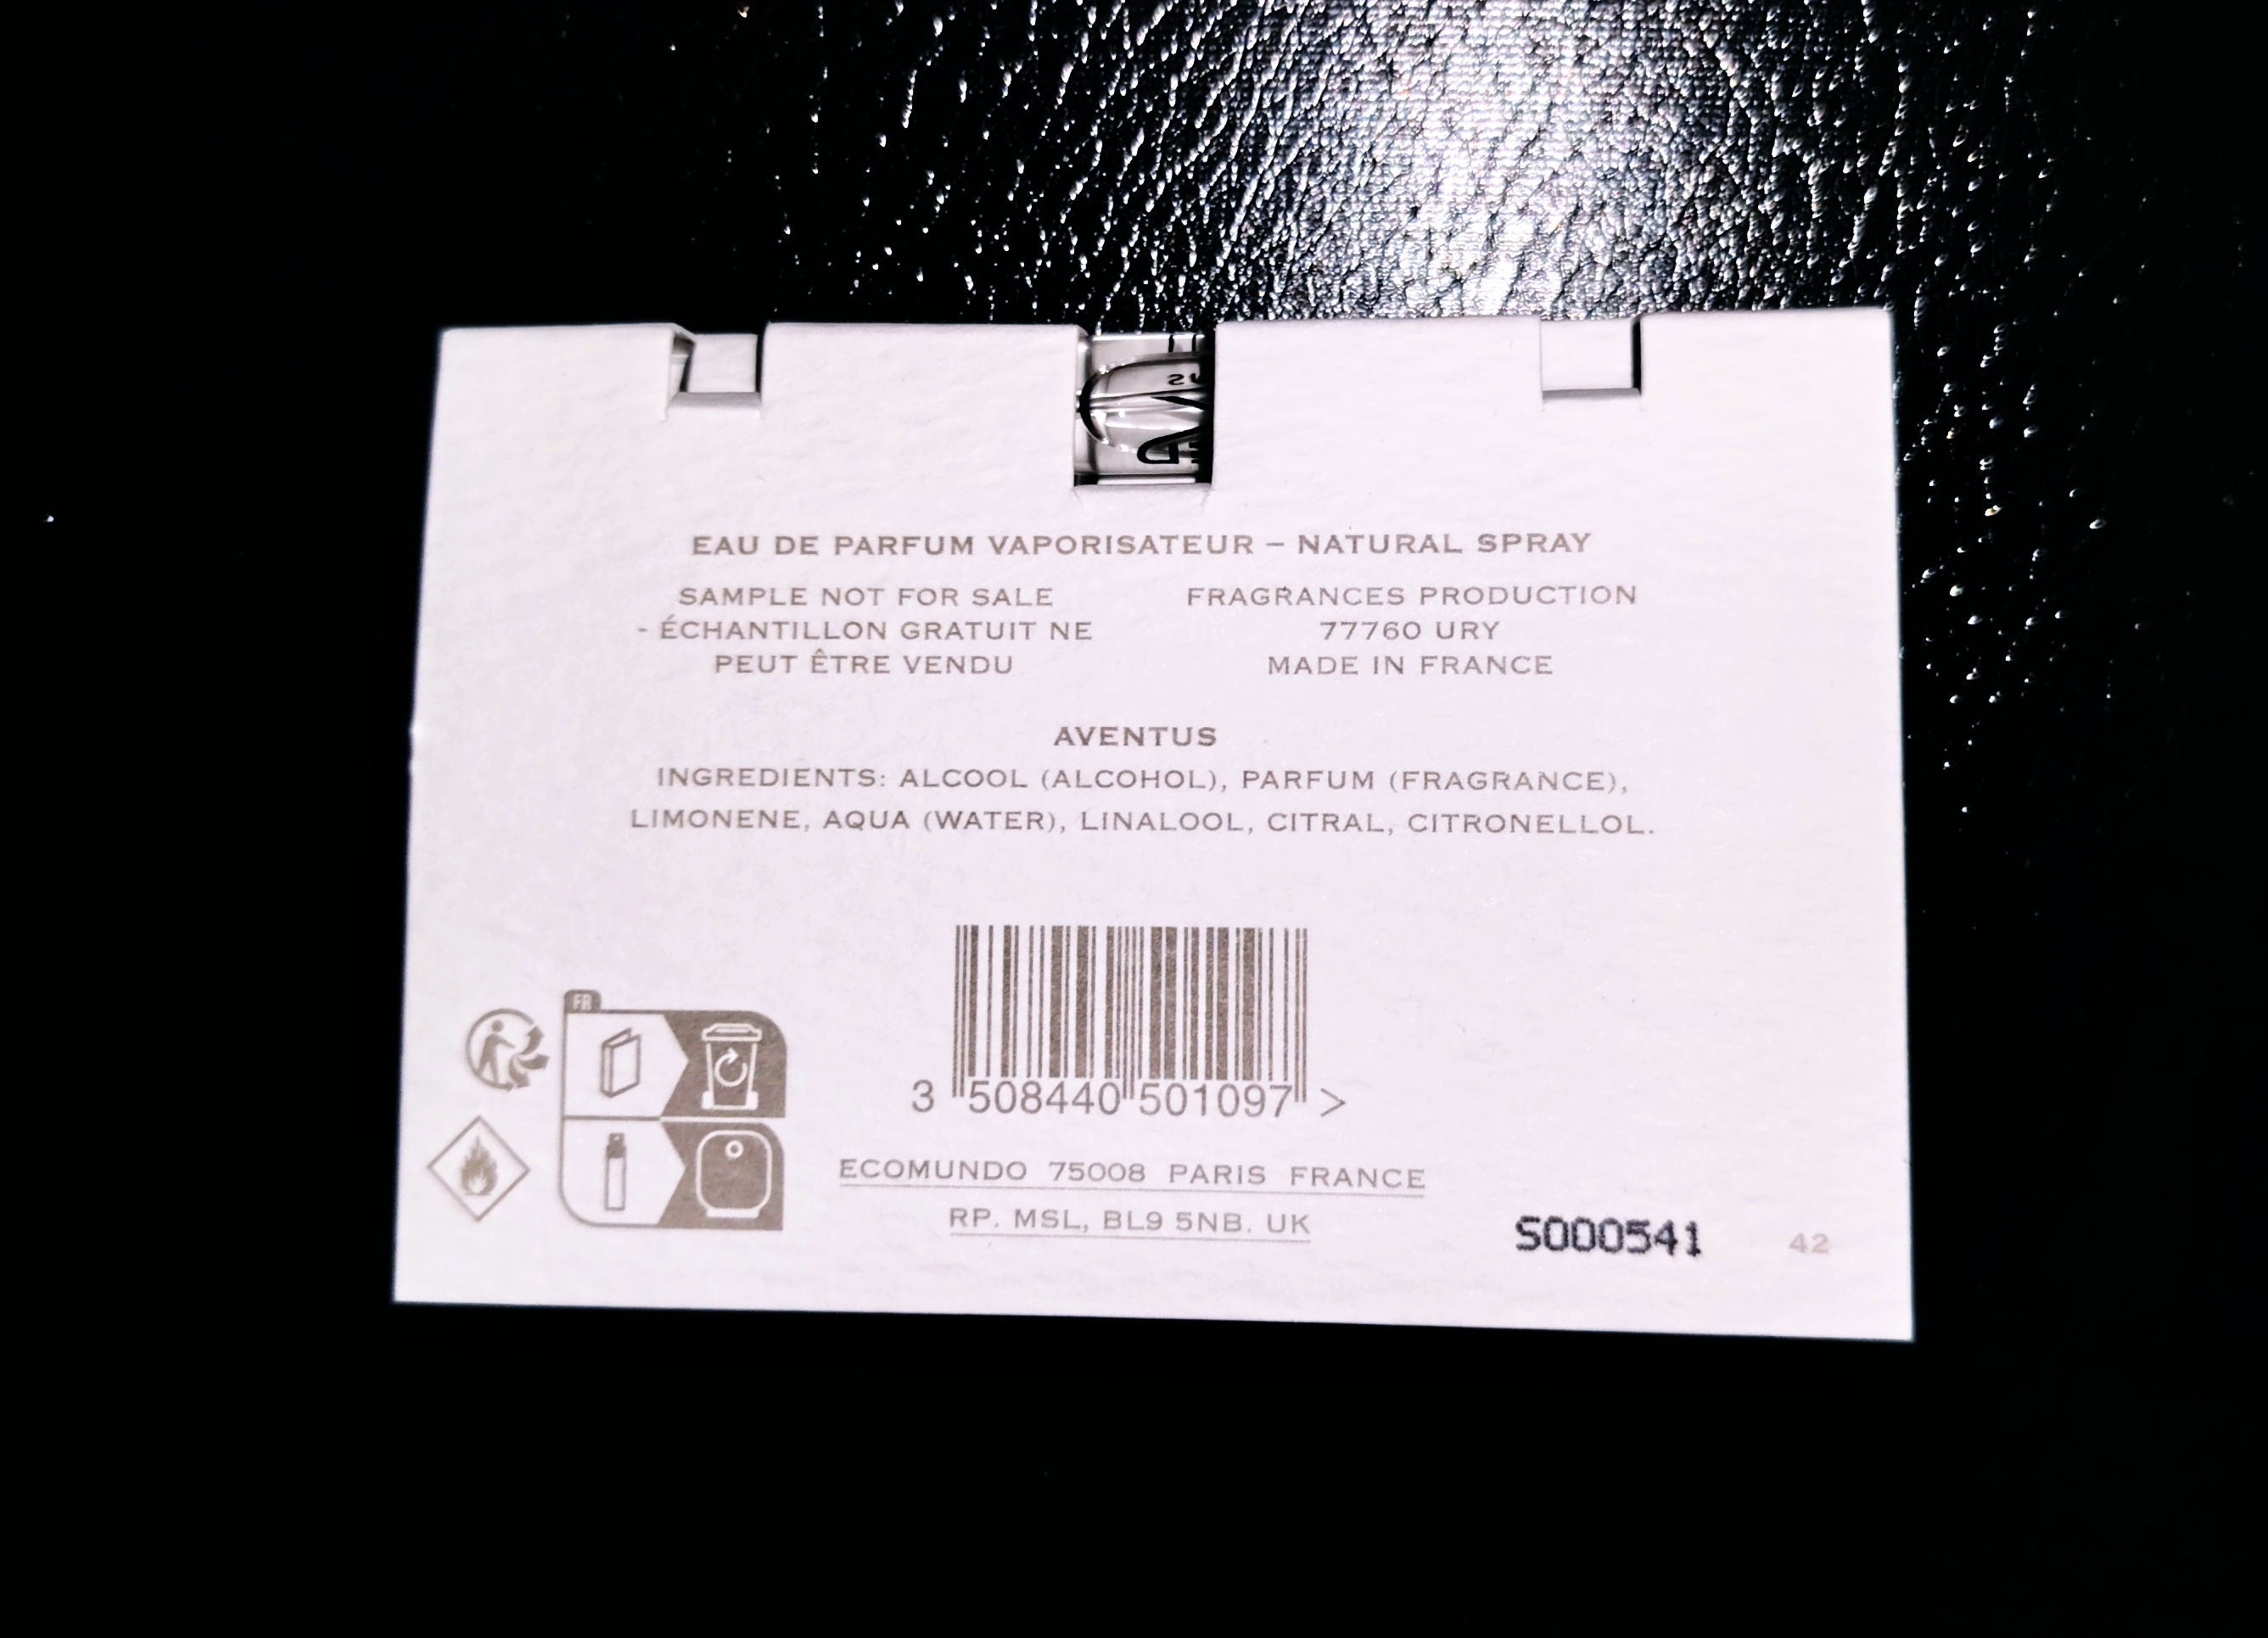 EAU DE PARFUM VAPORISATEUR – NATURAL SPRAY
SAMPLE NOT FOR SALE
- ÉCHANTILLON GRATUIT NE
PEUT ÊTRE VENDU
FRAGRANCES PRODUCTION
77760 URY
MADE IN FRANCE
AVENTUS
INGREDIENTS: ALCOOL (ALCOHOL), PARFUM (FRAGRANCE),
LIMONENE, AQUA (WATER), LINALOOL, CITRAL, CITRONELLOL.
FR
3 508440 501097 >
ECOMUNDO 75008 PARIS FRANCE
RP. MSL, BL9 5NB. UK
S000541
42